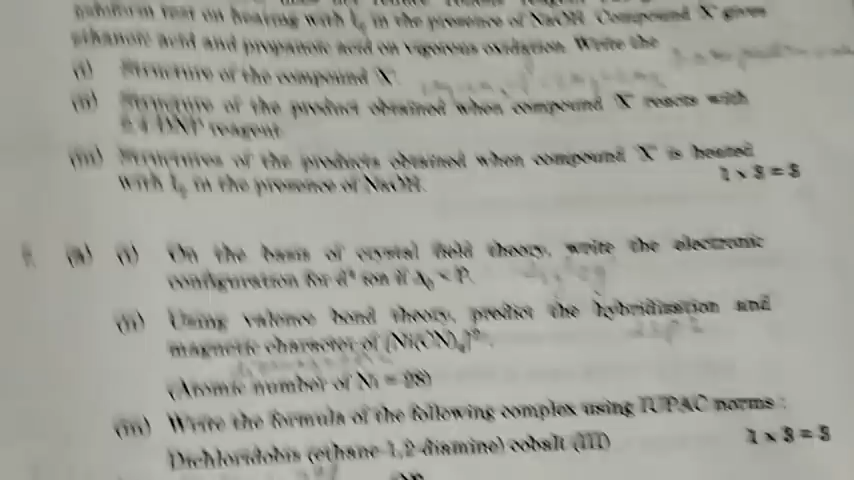 iodoform test on heating with I₂ in the presence of NaOH. Compound 'X' gives
ethanoic acid and propanoic acid on vigorous oxidation. Write the
(i) Structure of the compound 'X'.
(ii) Structure of the product obtained when compound 'X' reacts with
2,4-DNP reagent.
(iii) Structures of the products obtained when compound 'X' is heated
with I₂ in the presence of NaOH.
1 × 3 = 3
(a) (i) On the basis of crystal field theory, write the electronic
configuration for d⁴ ion if Δ₀ < P.
(ii) Using valence bond theory, predict the hybridisation and
magnetic character of [Ni(CN)₄]²⁻.
(Atomic number of Ni = 28)
(iii) Write the formula of the following complex using IUPAC norms :
Dichloridobis (ethane-1,2-diamine) cobalt (III)
1 × 3 = 3